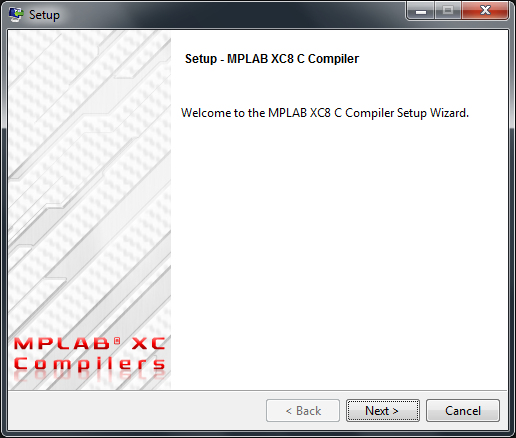 Setup
Setup - MPLAB XC8 C Compiler
Welcome to the MPLAB XC8 C Compiler Setup Wizard.
MPLAB® XC
Compilers
< Back
Next >
Cancel